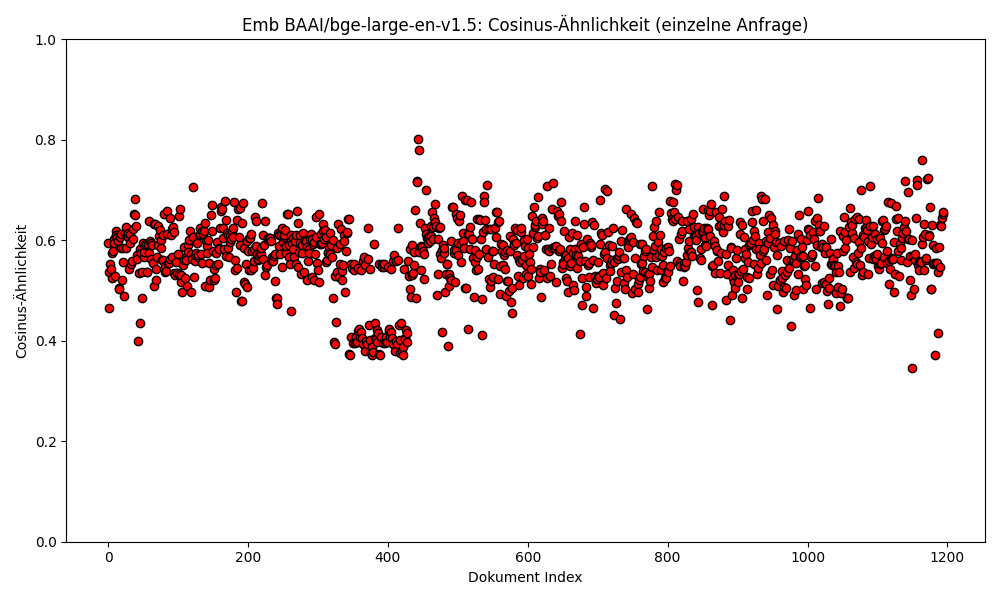 Emb BAAI/bge-large-en-v1.5: Cosinus-Ähnlichkeit (einzelne Anfrage)
1.0
0.8
0.6
0.4
0.2
0.0
Cosinus-Ähnlichkeit
0 200 400 600 800 1000 1200
Dokument Index